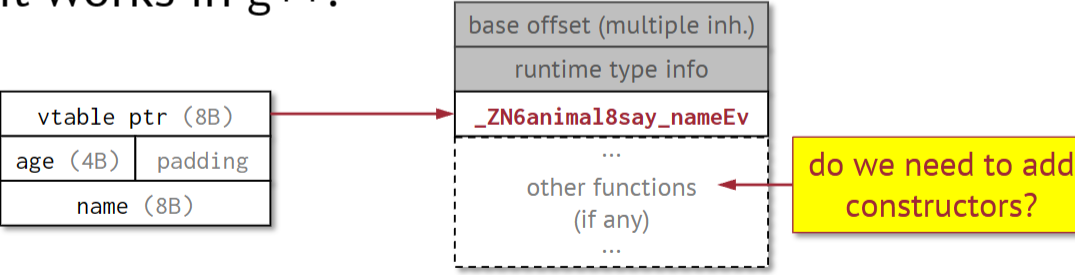 it works in g++.
base offset (multiple inh.)
runtime type info
vtable ptr (8B)
_ZN6animal8say_nameEv
age (4B) padding
name (8B)
...
other functions
(if any)
...
do we need to add
constructors?